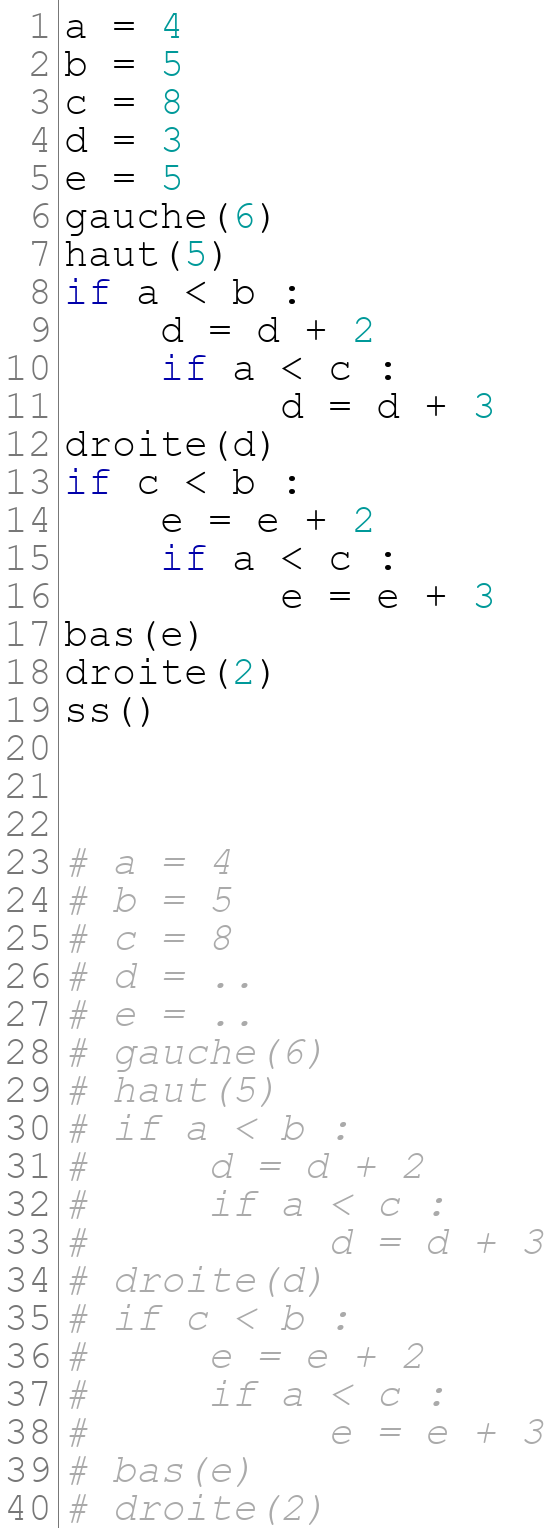 1 a = 4
2 b = 5
3 c = 8
4 d = 3
5 e = 5
6 gauche(6)
7 haut(5)
8 if a < b :
9     d = d + 2
10     if a < c :
11          d = d + 3
12 droite(d)
13 if c < b :
14     e = e + 2
15     if a < c :
16          e = e + 3
17 bas(e)
18 droite(2)
19 ss()
20
21
22
23 # a = 4
24 # b = 5
25 # c = 8
26 # d = ..
27 # e = ..
28 # gauche(6)
29 # haut(5)
30 # if a < b :
31 #     d = d + 2
32 #     if a < c :
33 #          d = d + 3
34 # droite(d)
35 # if c < b :
36 #     e = e + 2
37 #     if a < c :
38 #          e = e + 3
39 # bas(e)
40 # droite(2)